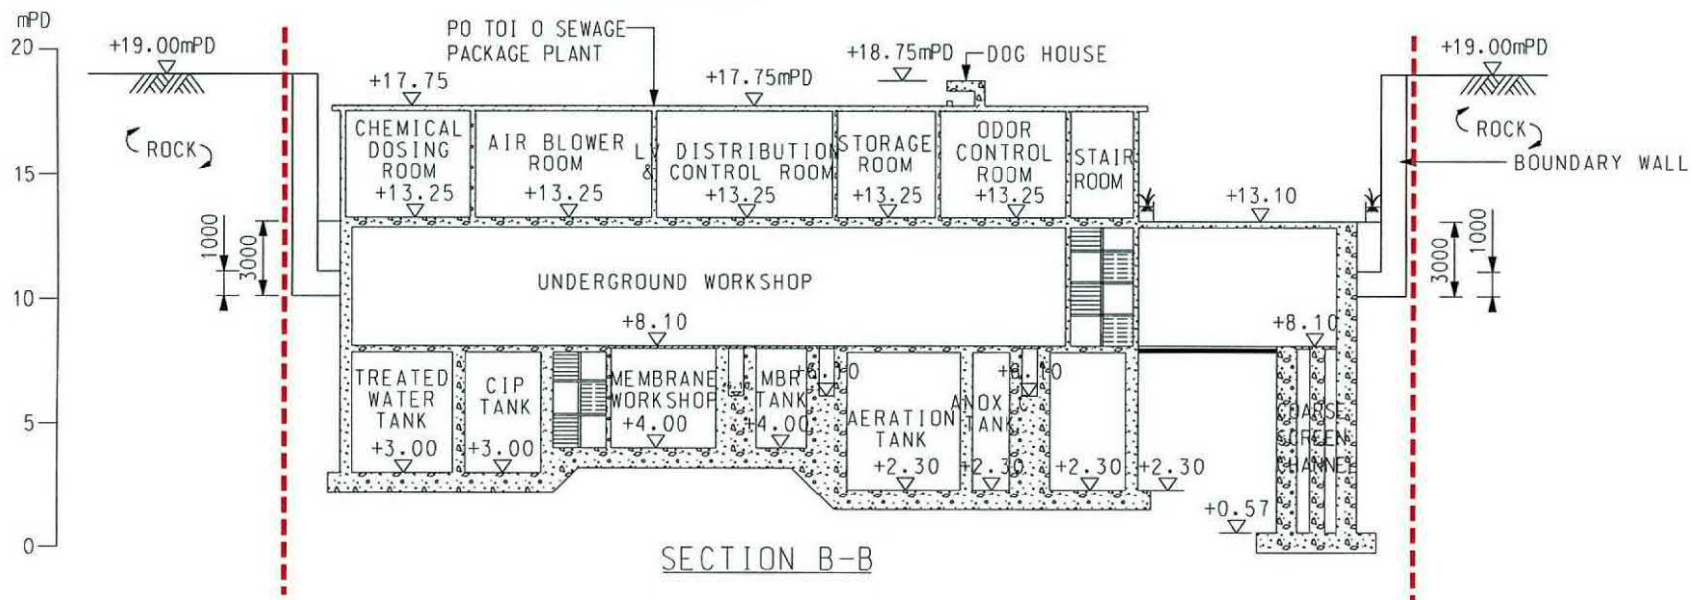 mPD
20
15
10
5
0
+19.00mPD
ROCK
1000
3000
PO TOI O SEWAGE
PACKAGE PLANT
+18.75mPD
DOG HOUSE
+17.75
+17.75mPD
+19.00mPD
ROCK
BOUNDARY WALL
CHEMICAL
DOSING
ROOM
+13.25
AIR BLOWER
ROOM
+13.25
LV DISTRIBUTION
& CONTROL ROOM
+13.25
STORAGE
ROOM
+13.25
ODOR
CONTROL
ROOM
+13.25
STAIR
ROOM
+13.10
3000
1000
UNDERGROUND WORKSHOP
+8.10
+8.10
TREATED
WATER
TANK
+3.00
CIP
TANK
+3.00
MEMBRANE
WORKSHOP
+4.00
MBR
TANK
+4.00
AERATION
TANK
+2.30
TANK
+2.30
+2.30
+2.30
COARSE
SCREEN
CHANNEL
+0.57
SECTION B-B